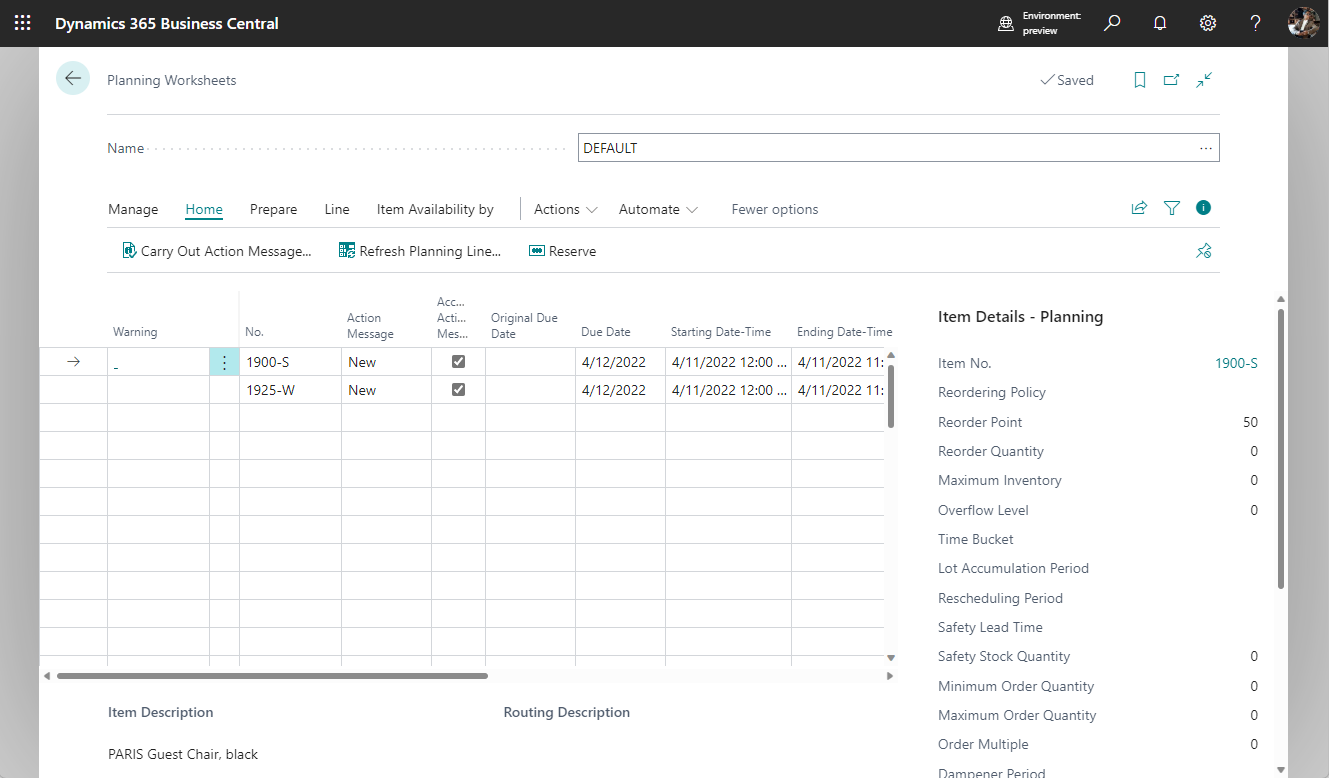 Dynamics 365 Business Central
Environment:
preview
?
Planning Worksheets
Saved
Name
DEFAULT
...
Manage Home Prepare Line Item Availability by Actions Automate Fewer options
Carry Out Action Message... Refresh Planning Line... Reserve
Warning
No.
Action
Message
Acc...
Acti...
Mes...
Original Due
Date
Due Date
Starting Date-Time
Ending Date-Time
1900-S New 4/12/2022 4/11/2022 12:00 ... 4/11/2022 11:
1925-W New 4/12/2022 4/11/2022 12:00 ... 4/11/2022 11:
Item Description
PARIS Guest Chair, black
Routing Description
Item Details - Planning
Item No. 1900-S
Reordering Policy
Reorder Point 50
Reorder Quantity 0
Maximum Inventory 0
Overflow Level 0
Time Bucket
Lot Accumulation Period
Rescheduling Period
Safety Lead Time
Safety Stock Quantity 0
Minimum Order Quantity 0
Maximum Order Quantity 0
Order Multiple 0
Dampener Period